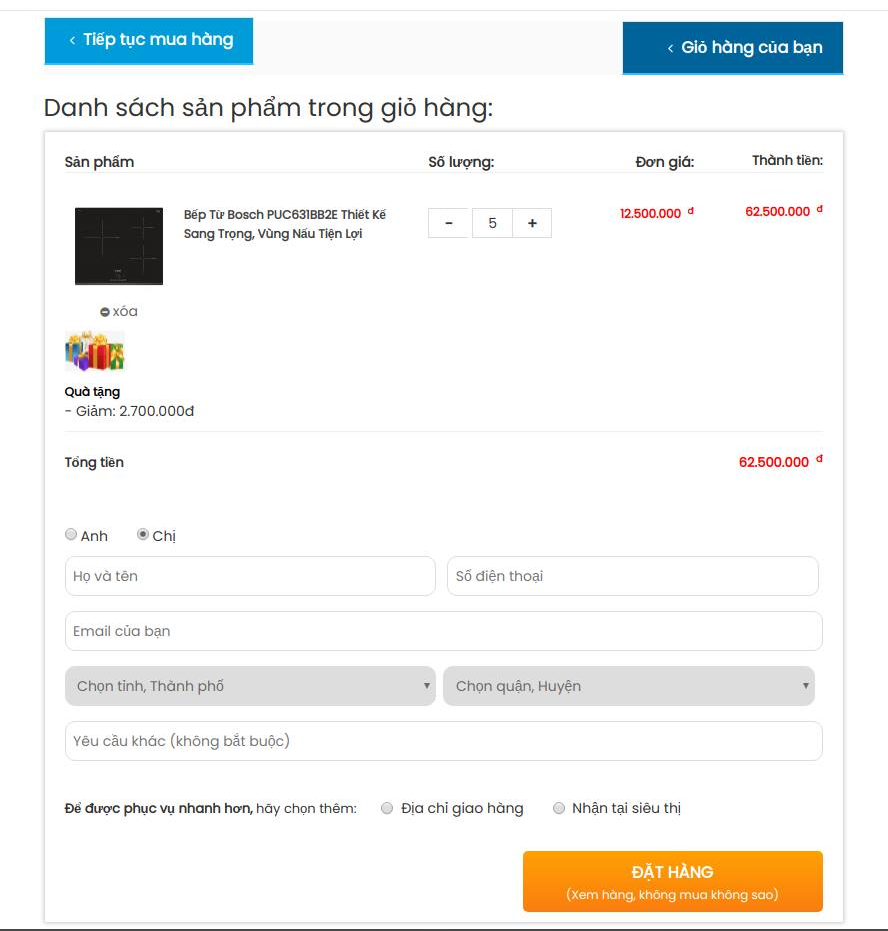 ‹ Tiếp tục mua hàng
‹ Giỏ hàng của bạn
Danh sách sản phẩm trong giỏ hàng:
Sản phẩm Số lượng: Đơn giá: Thành tiền:
Bếp Từ Bosch PUC631BB2E Thiết Kế
Sang Trọng, Vùng Nấu Tiện Lợi
- 5 +
12.500.000 đ
62.500.000 đ
xóa
Quà tặng
- Giảm: 2.700.000đ
Tổng tiền 62.500.000 đ
Anh Chị
Họ và tên
Số điện thoại
Email của bạn
Chọn tỉnh, Thành phố
Chọn quận, Huyện
Yêu cầu khác (không bắt buộc)
Để được phục vụ nhanh hơn, hãy chọn thêm: Địa chỉ giao hàng Nhận tại siêu thị
ĐẶT HÀNG
(Xem hàng, không mua không sao)